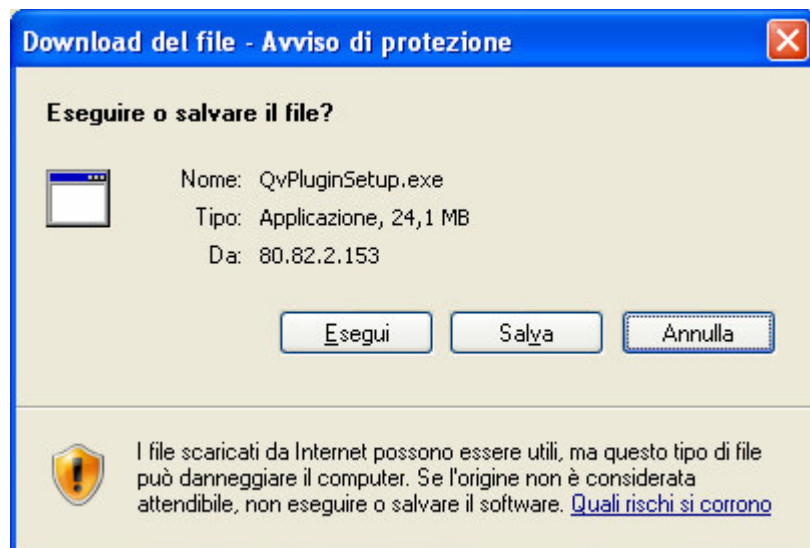 Download del file - Avviso di protezione
Eseguire o salvare il file?
Nome: QvPluginSetup.exe
Tipo: Applicazione, 24,1 MB
Da: 80.82.2.153
Esegui Salva Annulla
I file scaricati da Internet possono essere utili, ma questo tipo di file
può danneggiare il computer. Se l'origine non è considerata
attendibile, non eseguire o salvare il software. Quali rischi si corrono